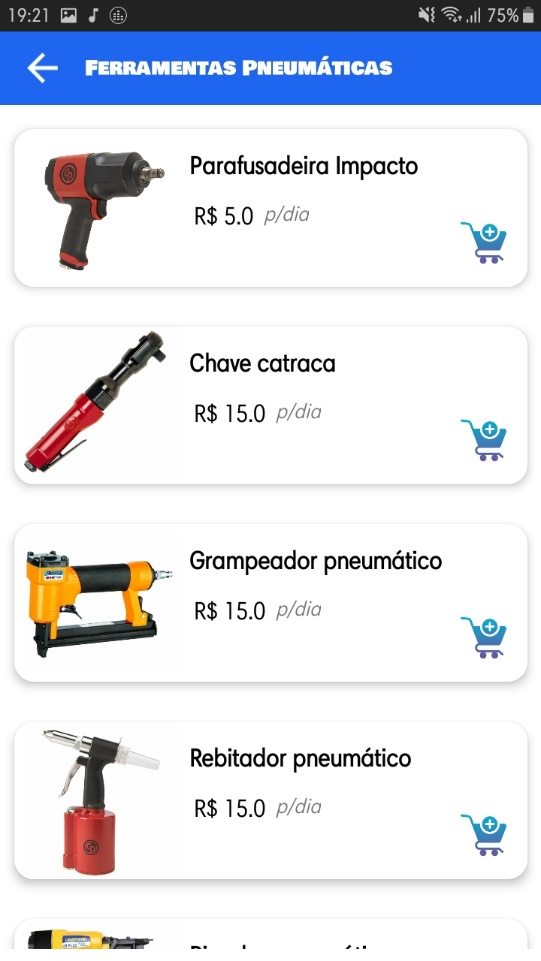 19:21
75%
Ferramentas Pneumáticas
Parafusadeira Impacto
R$ 5.0 p/dia
Chave catraca
R$ 15.0 p/dia
Grampeador pneumático
R$ 15.0 p/dia
Rebitador pneumático
R$ 15.0 p/dia